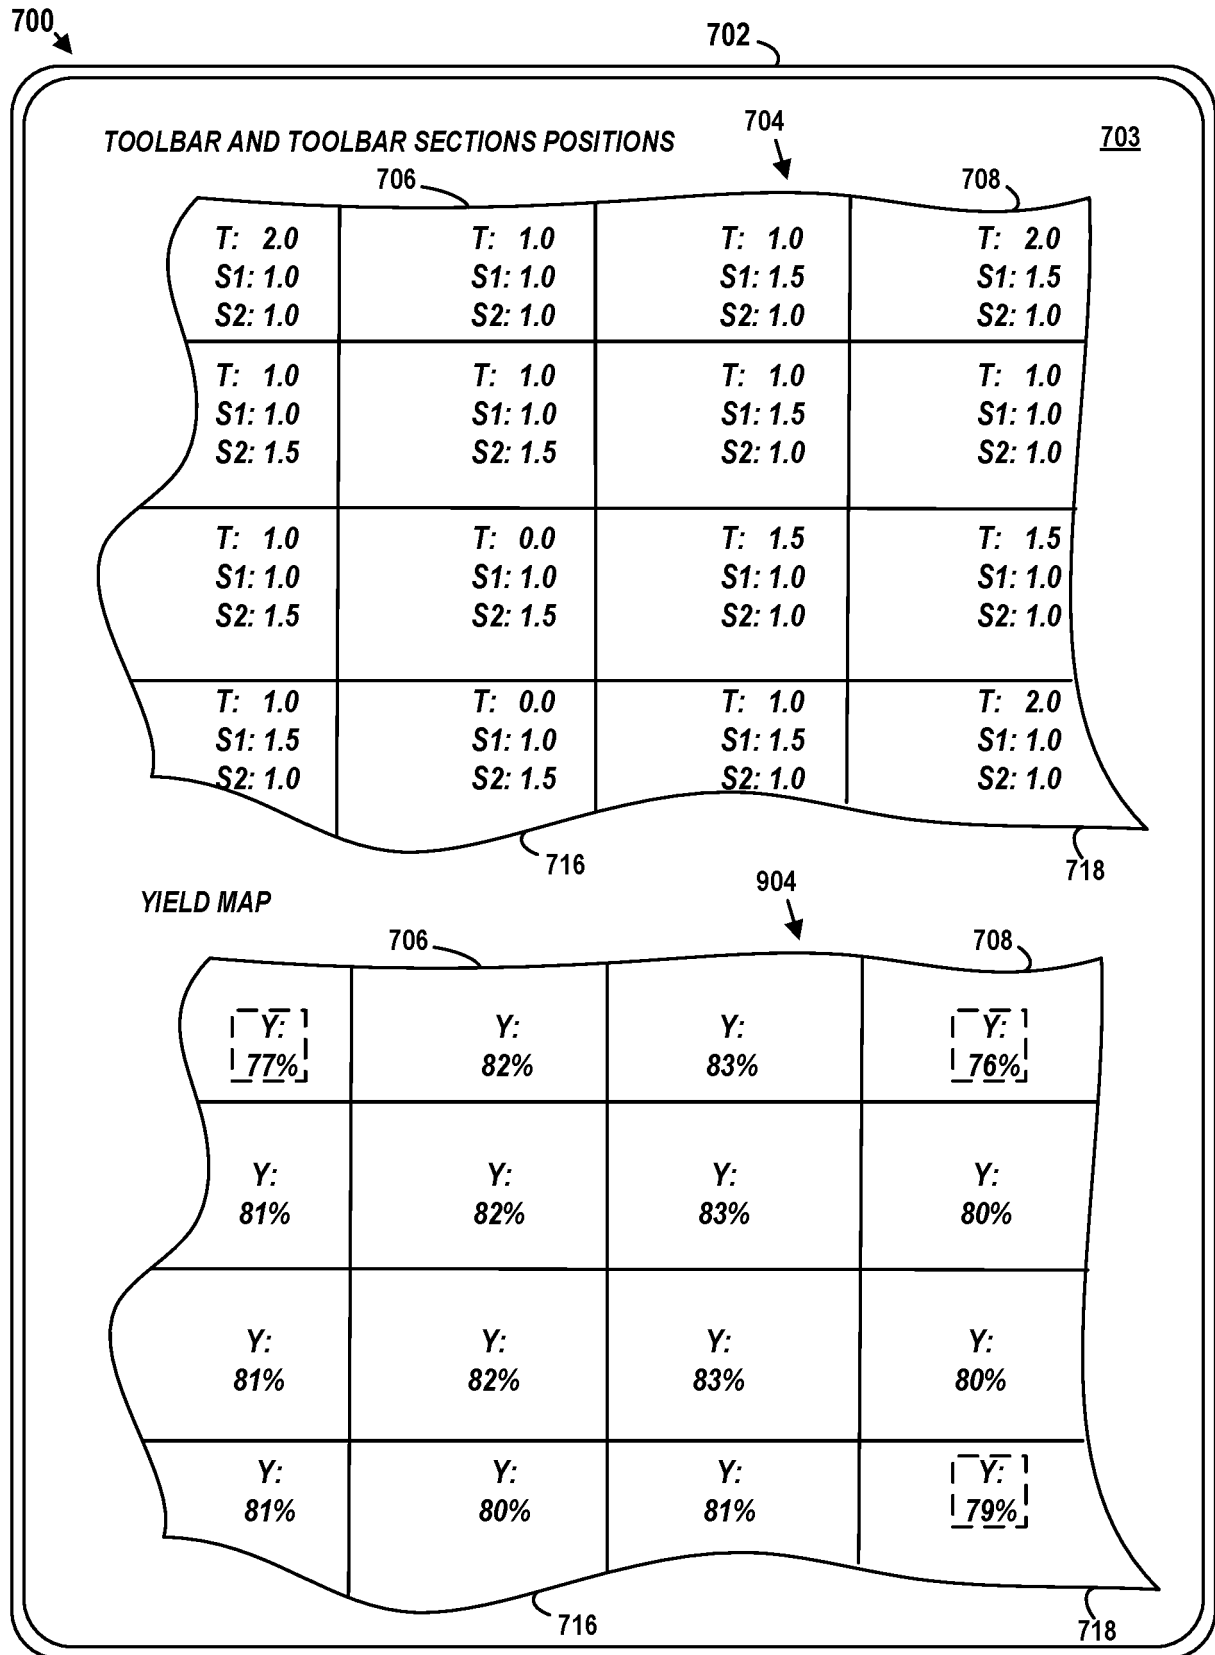 700
702
TOOLBAR AND TOOLBAR SECTIONS POSITIONS
704
703
706
708
T: 2.0 T: 1.0 T: 1.0 T: 2.0
S1: 1.0 S1: 1.0 S1: 1.5 S1: 1.5
S2: 1.0 S2: 1.0 S2: 1.0 S2: 1.0
T: 1.0 T: 1.0 T: 1.0 T: 1.0
S1: 1.0 S1: 1.0 S1: 1.5 S1: 1.0
S2: 1.5 S2: 1.5 S2: 1.0 S2: 1.0
T: 1.0 T: 0.0 T: 1.5 T: 1.5
S1: 1.0 S1: 1.0 S1: 1.0 S1: 1.0
S2: 1.5 S2: 1.5 S2: 1.0 S2: 1.0
T: 1.0 T: 0.0 T: 1.0 T: 2.0
S1: 1.5 S1: 1.0 S1: 1.5 S1: 1.0
S2: 1.0 S2: 1.5 S2: 1.0 S2: 1.0
716
718
YIELD MAP
904
706
708
Y: Y: Y: Y:
77% 82% 83% 76%
Y: Y: Y: Y:
81% 82% 83% 80%
Y: Y: Y: Y:
81% 82% 83% 80%
Y: Y: Y: Y:
81% 80% 81% 79%
716
718